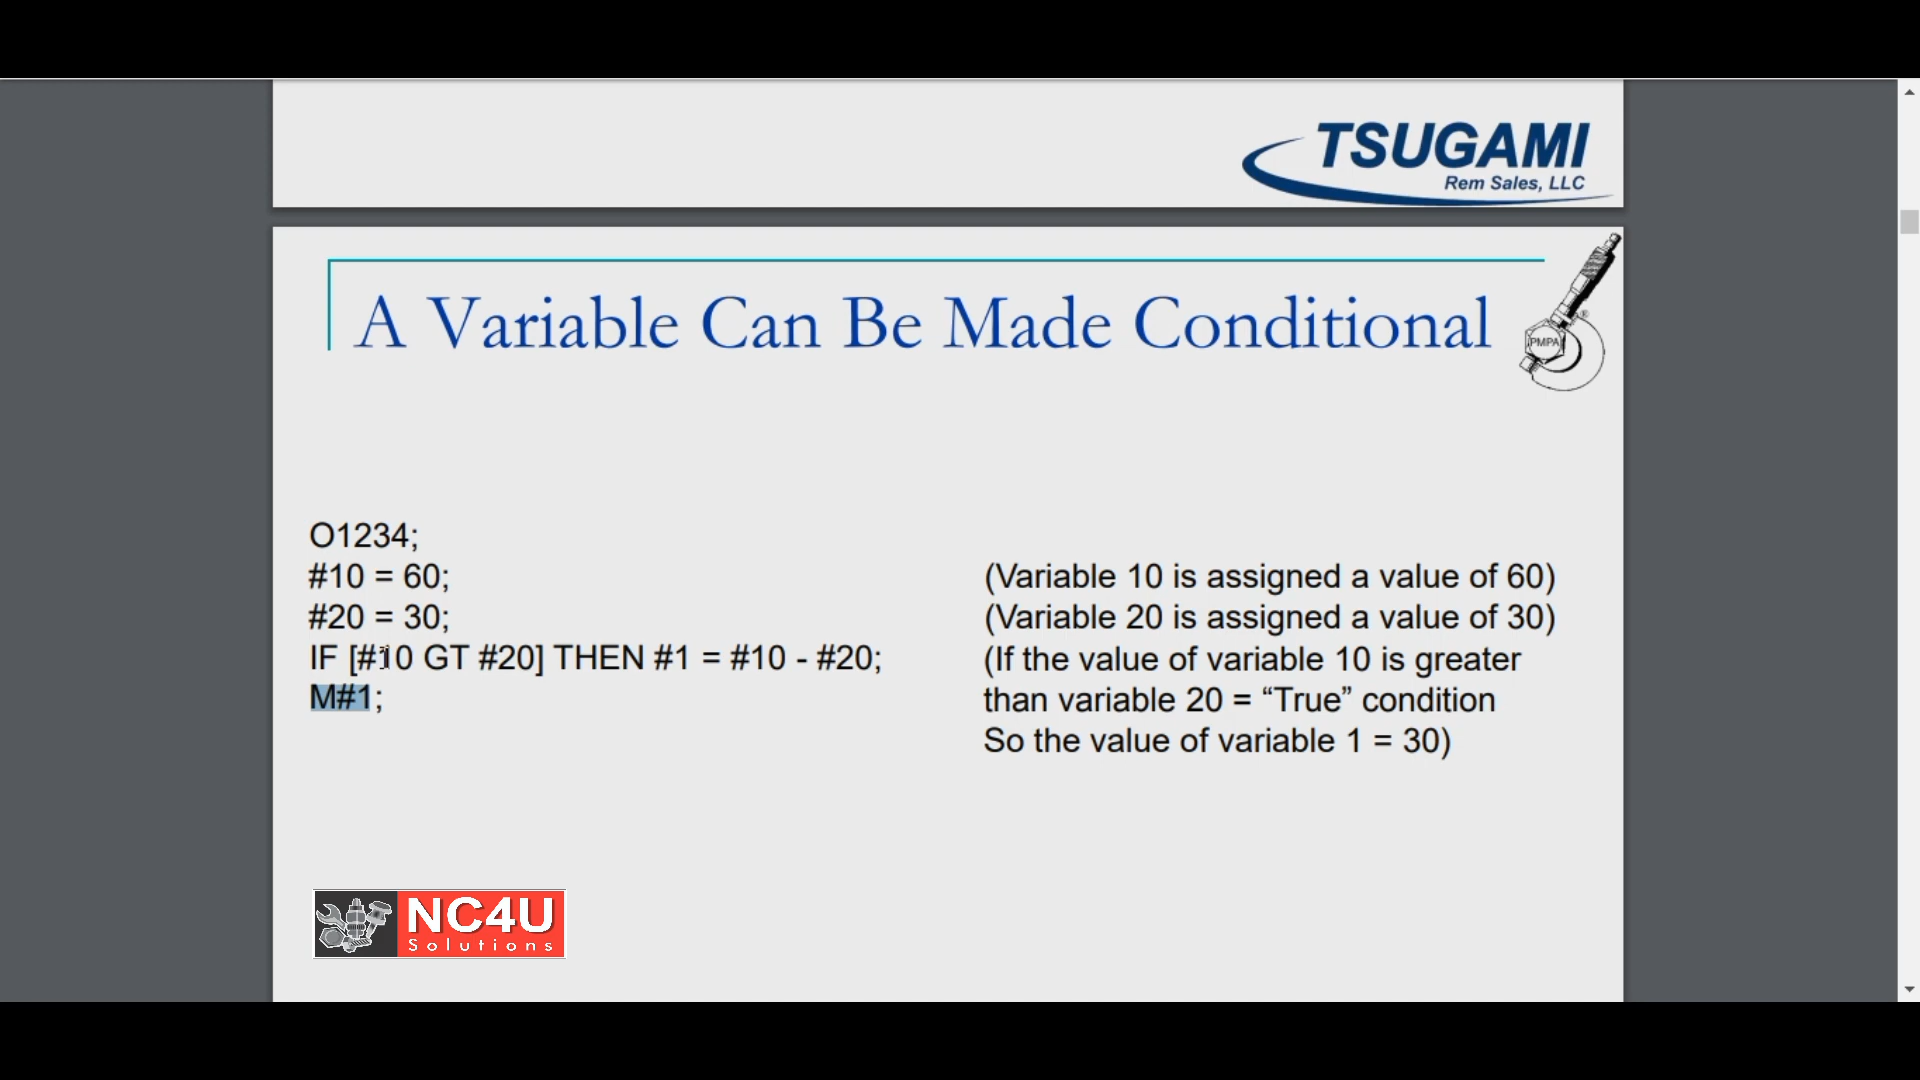 TSUGAMI
Rem Sales, LLC
A Variable Can Be Made Conditional
PMPA
®
O1234;
#10 = 60;
#20 = 30;
IF [#10 GT #20] THEN #1 = #10 - #20;
M#1;
(Variable 10 is assigned a value of 60)
(Variable 20 is assigned a value of 30)
(If the value of variable 10 is greater
than variable 20 = “True” condition
So the value of variable 1 = 30)
NC4U
Solutions